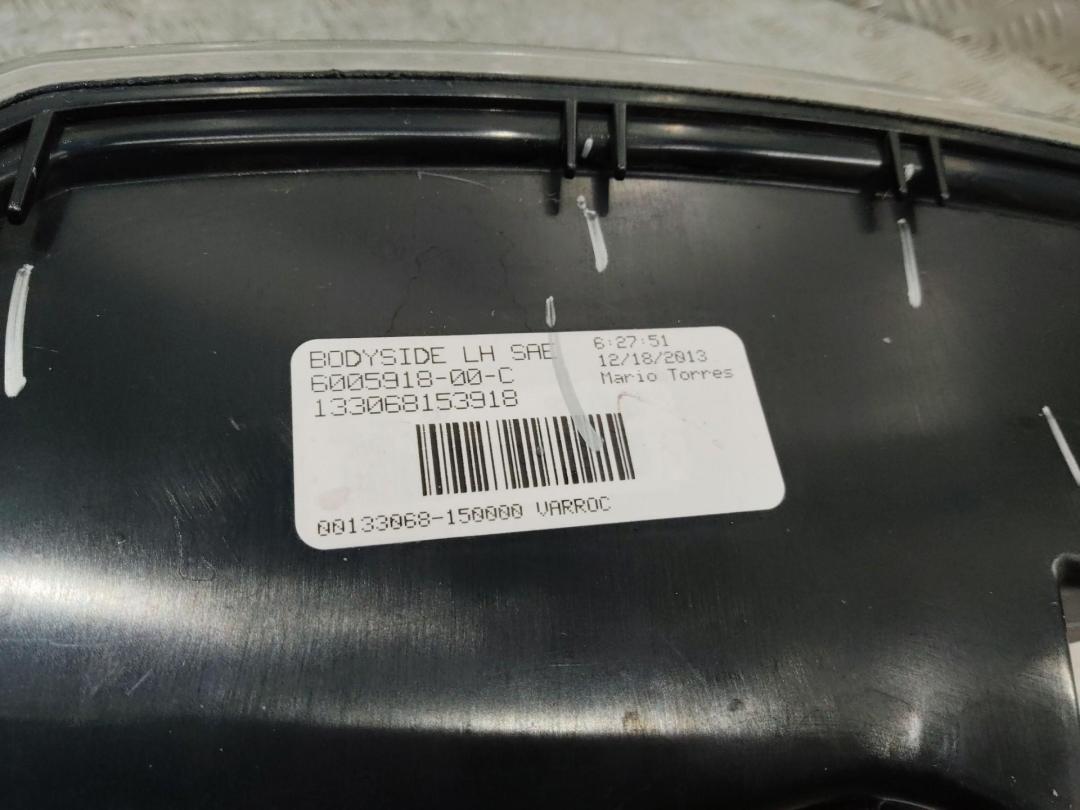 BODYSIDE LH SAE
6005918-00-C
133068153918
6:27:51
12/18/2013
Mario Torres
00133068-150000 VARROC